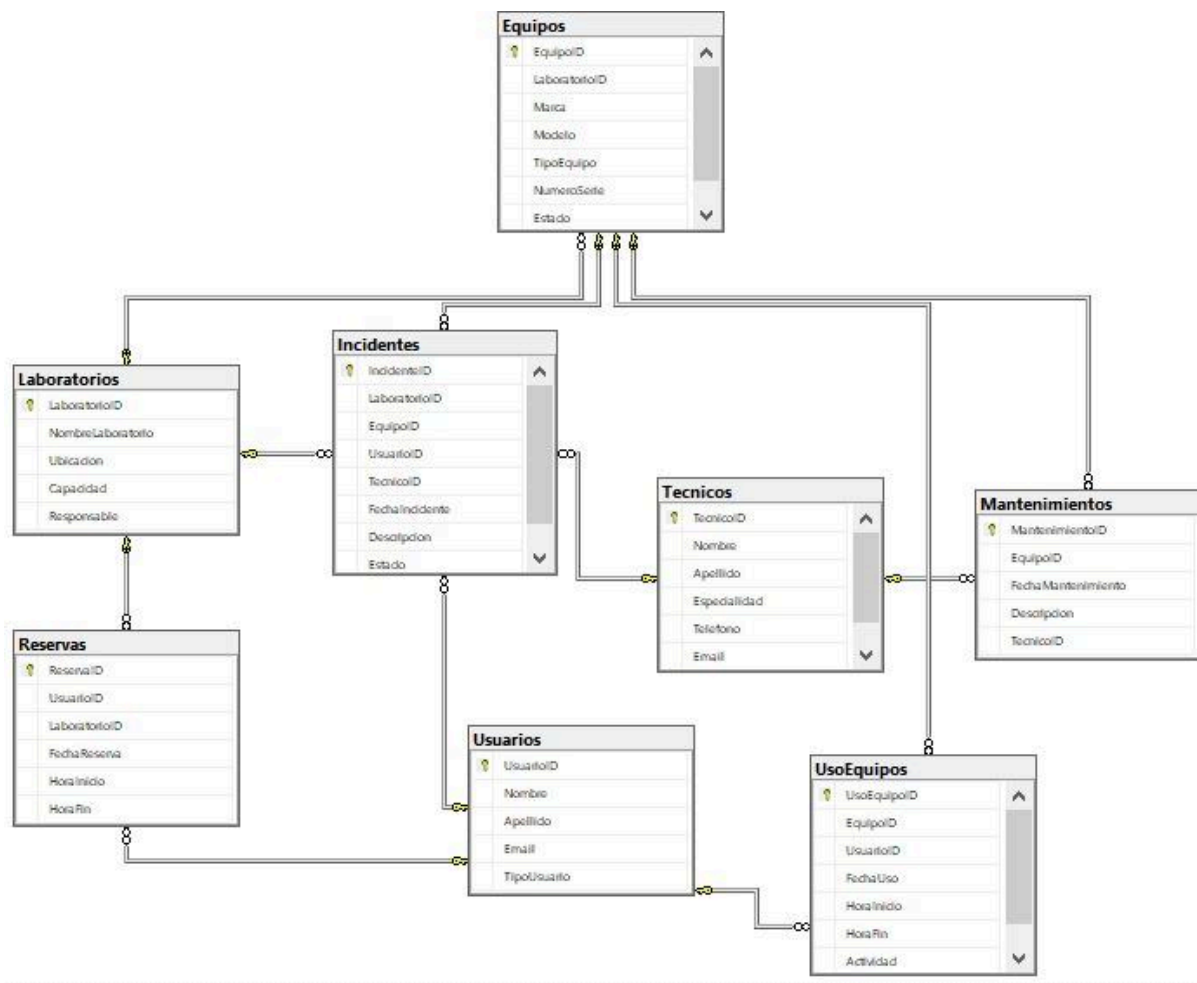 Equipos
EquipoID
LaboratorioID
Marca
Modelo
TipoEquipo
NumeroSerie
Estado
Incidentes
IncidenteID
LaboratorioID
EquipoID
UsuarioID
TecnicoID
FechaIncidente
Descripcion
Estado
Laboratorios
LaboratorioID
NombreLaboratorio
Ubicacion
Capacidad
Responsable
Tecnicos
TecnicoID
Nombre
Apellido
Especialidad
Telefono
Email
Mantenimientos
MantenimientoID
EquipoID
FechaMantenimiento
Descripcion
TecnicoID
Reservas
ReservaID
UsuarioID
LaboratorioID
FechaReserva
HoraInicio
HoraFin
Usuarios
UsuarioID
Nombre
Apellido
Email
TipoUsuario
UsoEquipos
UsoEquipoID
EquipoID
UsuarioID
FechaUso
HoraInicio
HoraFin
Actividad